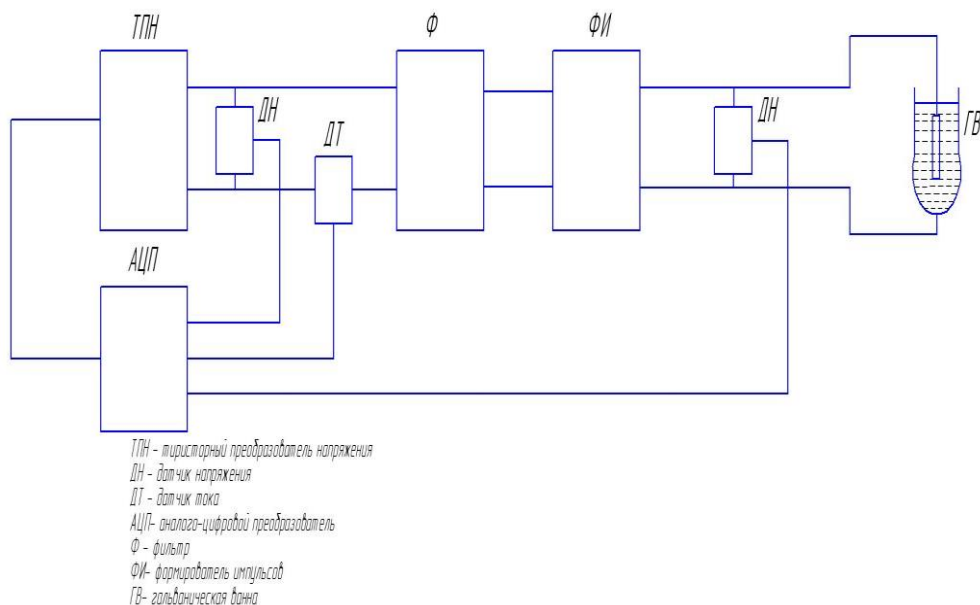 ТПН
Ф
ФИ
ДН
ДТ
ДН
ГВ
АЦП
ТПН - тиристорный преобразователь напряжения
ДН - датчик напряжения
ДТ - датчик тока
АЦП- аналого-цифровой преобразователь
Ф - фильтр
ФИ- формирователь импульсов
ГВ- гальваническая ванна